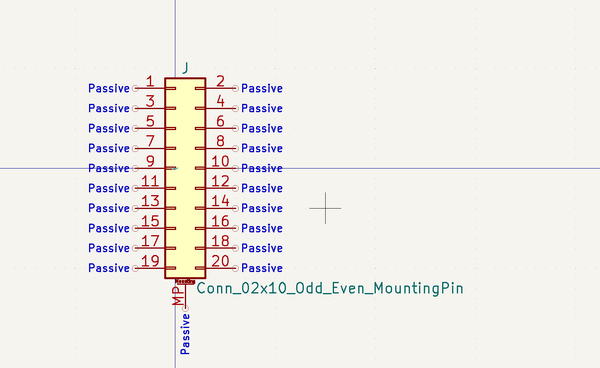 J
Passive 1 2 Passive
Passive 3 4 Passive
Passive 5 6 Passive
Passive 7 8 Passive
Passive 9 10 Passive
Passive 11 12 Passive
Passive 13 14 Passive
Passive 15 16 Passive
Passive 17 18 Passive
Passive 19 20 Passive
Conn_02x10_Odd_Even_MountingPin
MP
Passive